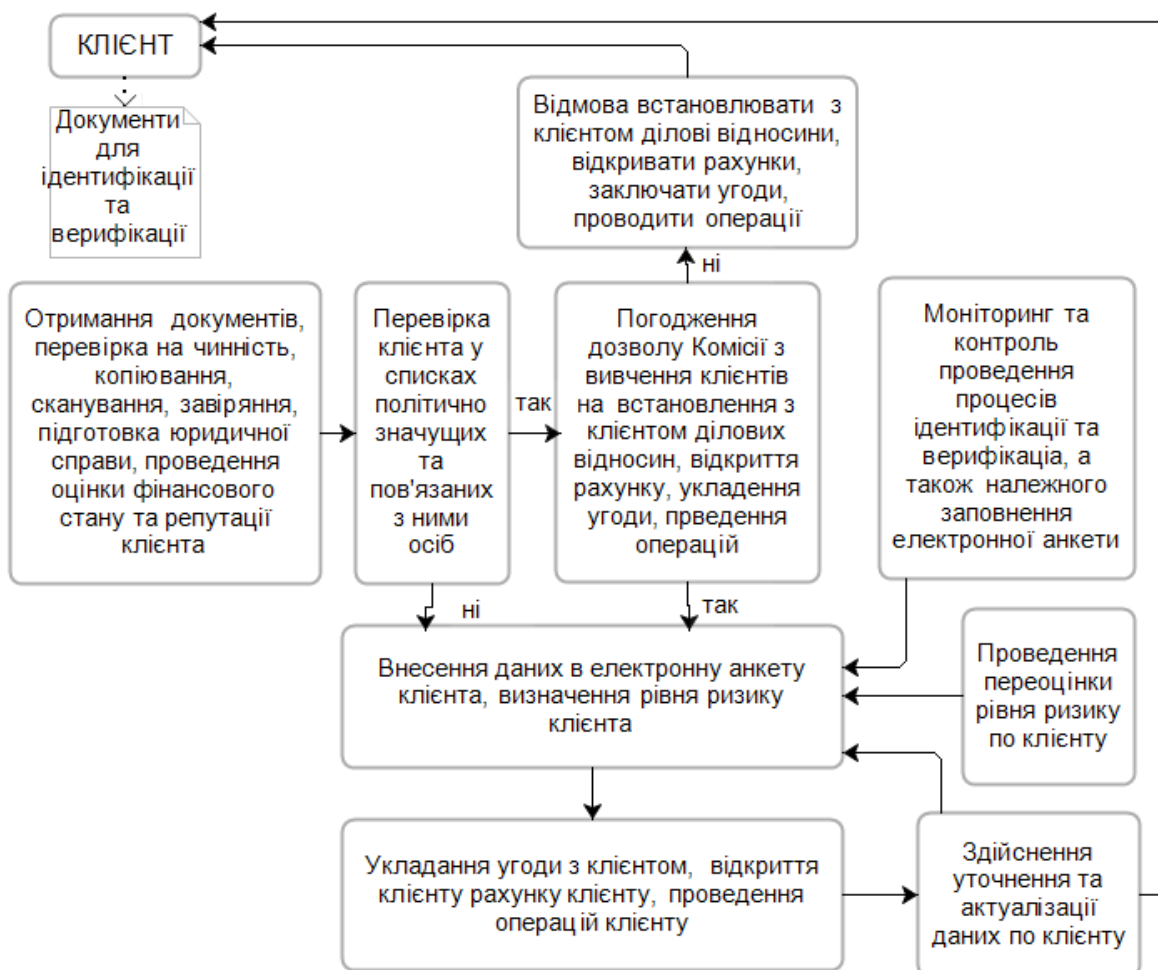 КЛІЄНТ
Документи
для
ідентифікації
та
верифікації
Відмова встановлювати з
клієнтом ділові відносини,
відкривати рахунки,
заключати угоди,
проводити операції
ні
Отримання документів,
перевірка на чинність,
копіювання,
сканування, завіряння,
підготовка юридичної
справи, проведення
оцінки фінансового
стану та репутації
клієнта
Перевірка
клієнта у
списках
політично
значущих
та
пов'язаних
з ними
осіб
так
Погодження
дозволу Комісії з
вивчення клієнтів
на встановлення з
клієнтом ділових
відносин, відкриття
рахунку, укладення
угоди, прведення
операцій
Моніторинг та
контроль
проведення
процесів
ідентифікації та
верифікаціа, а
також належного
заповнення
електронної анкети
ні
так
Внесення даних в електронну анкету
клієнта, визначення рівня ризику
клієнта
Проведення
переоцінки
рівня ризику
по клієнту
Укладання угоди з клієнтом, відкриття
клієнту рахунку клієнту, проведення
операцій клієнту
Здійснення
уточнення та
актуалізації
даних по клієнту